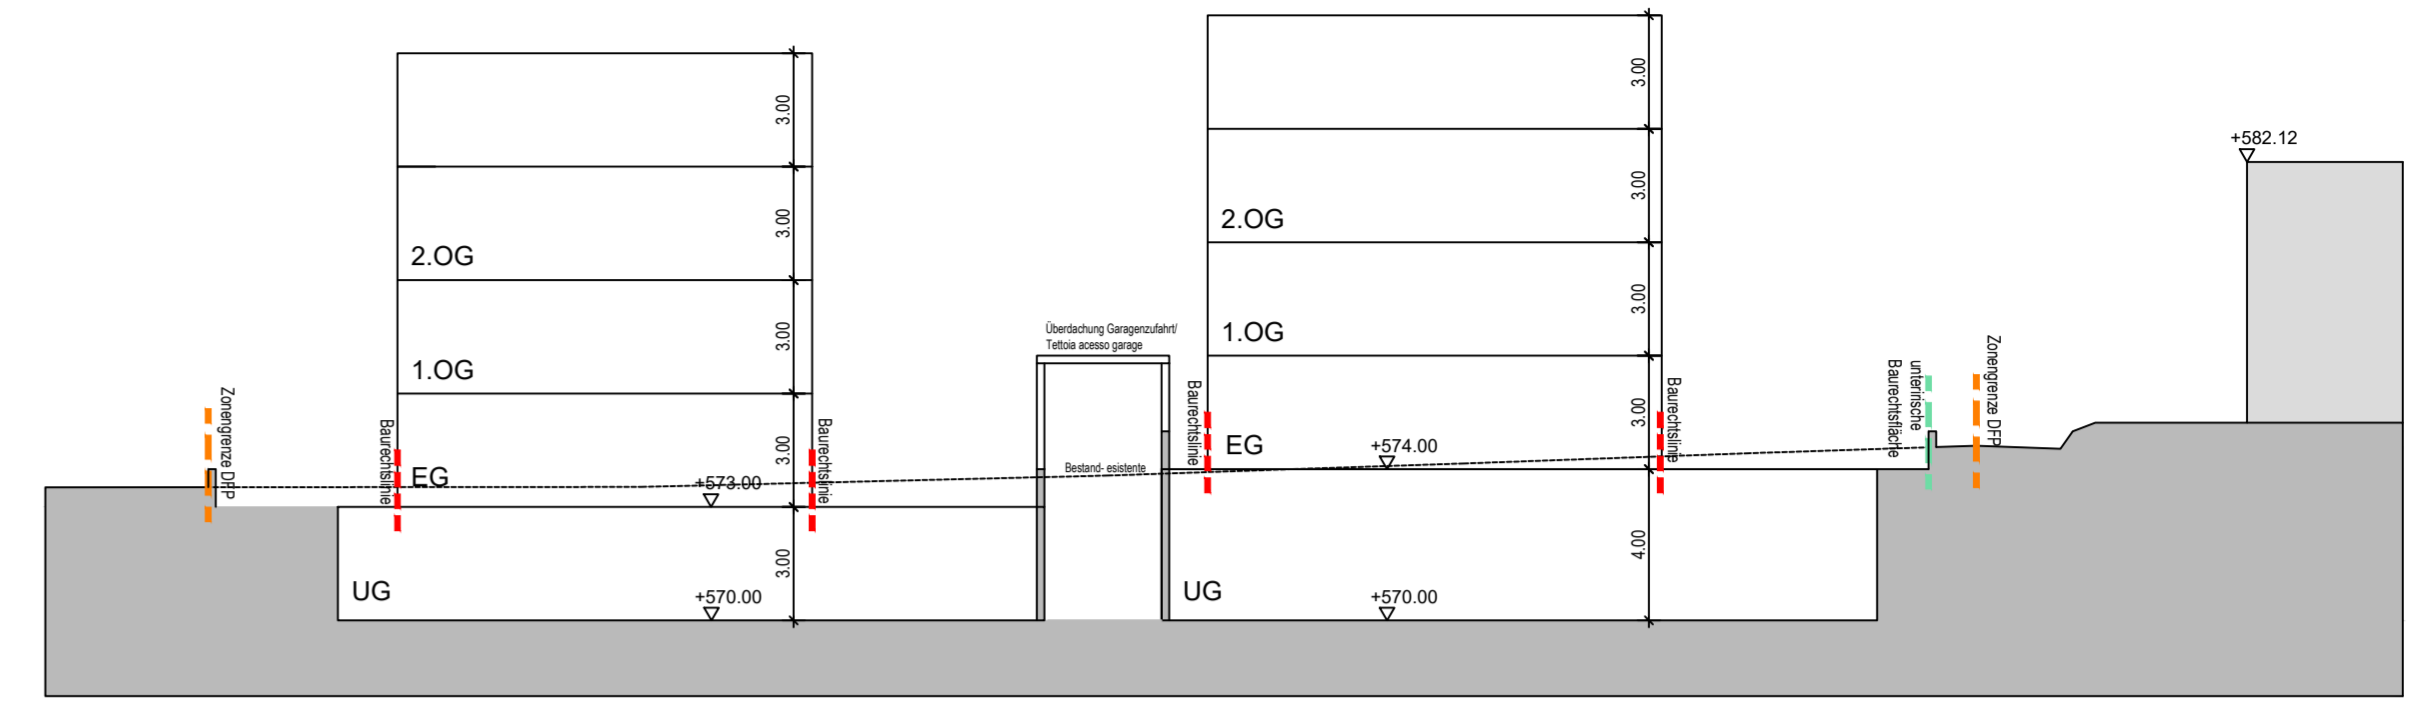 +582.12
3.00
3.00
3.00
3.00
3.00
2.OG
1.OG
EG
+573.00
UG
+570.00
Zonengrenze DFP
Baurechtslinie
Baurechtslinie
Überdachung Garagenzufahrt/
Tettoia acesso garage
Bestand- esistente
3.00
3.00
3.00
3.00
4.00
2.OG
1.OG
EG
+574.00
UG
+570.00
Baurechtslinie
Baurechtslinie
unterirische
Baurechtsfläche
Zonengrenze DFP